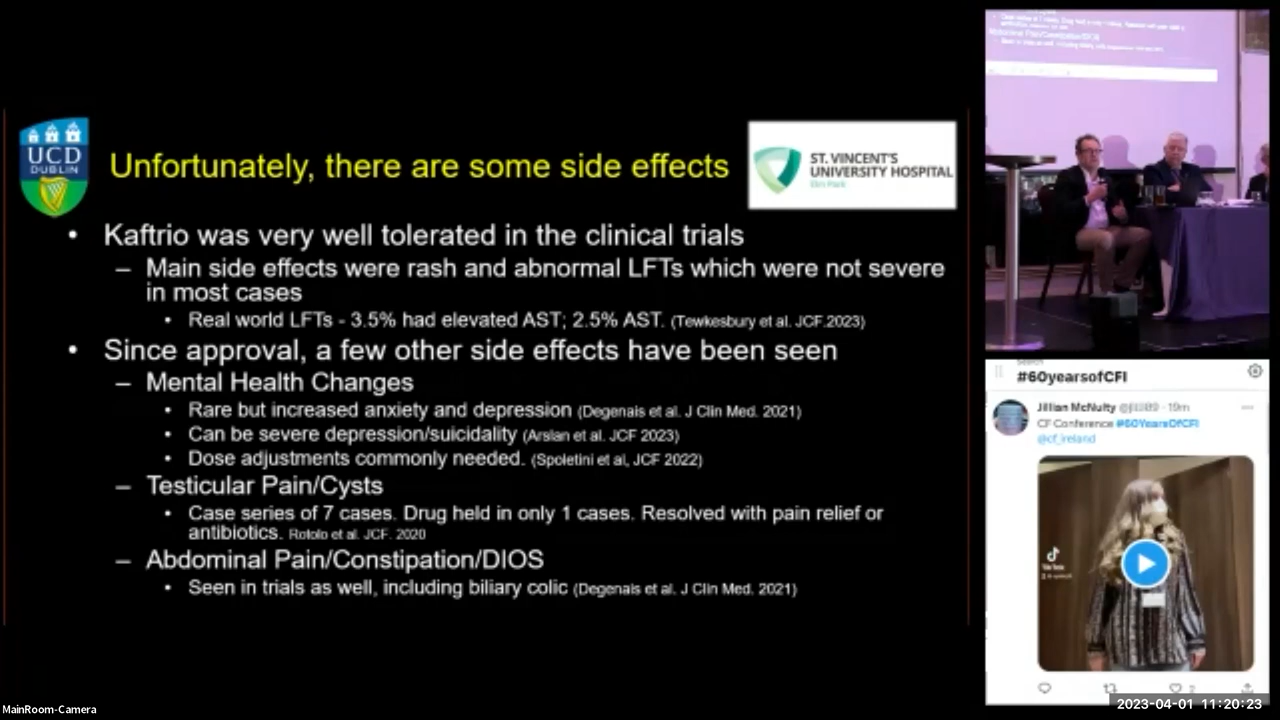 UCD
DUBLIN
Unfortunately, there are some side effects
ST. VINCENT'S
UNIVERSITY HOSPITAL
Elm Park
• Kaftrio was very well tolerated in the clinical trials
– Main side effects were rash and abnormal LFTs which were not severe
in most cases
• Real world LFTs - 3.5% had elevated AST; 2.5% AST. (Tewkesbury et al. JCF.2023)
• Since approval, a few other side effects have been seen
– Mental Health Changes
• Rare but increased anxiety and depression (Degenais et al. J Clin Med. 2021)
• Can be severe depression/suicidality (Arslan et al. JCF 2023)
• Dose adjustments commonly needed. (Spoletini et al, JCF 2022)
– Testicular Pain/Cysts
• Case series of 7 cases. Drug held in only 1 cases. Resolved with pain relief or
antibiotics. Rotolo et al. JCF. 2020
– Abdominal Pain/Constipation/DIOS
• Seen in trials as well, including biliary colic (Degenais et al. J Clin Med. 2021)
#60yearsofCFI
Jillian McNulty · 19m
CF Conference #60YearsOfCFI
@cf_ireland
TikTok
2
MainRoom-Camera
2023-04-01 11:20:23